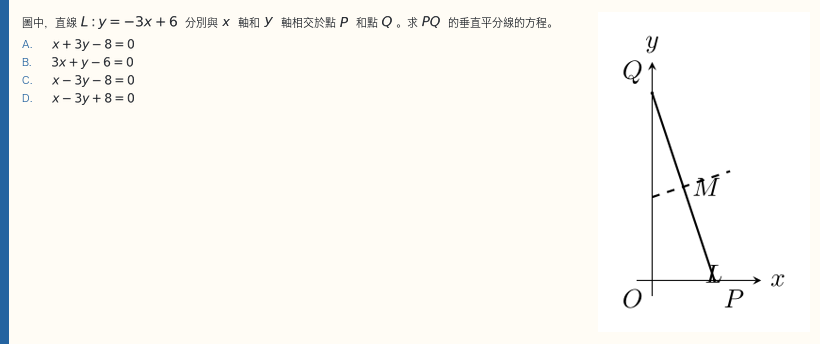 圖中，直線 L : y = −3x + 6 分別與 x 軸和 y 軸相交於點 P 和點 Q 。求 PQ 的垂直平分線的方程。
A. x + 3y − 8 = 0
B. 3x + y − 6 = 0
C. x − 3y − 8 = 0
D. x − 3y + 8 = 0
y
Q
M
L
x
O
P